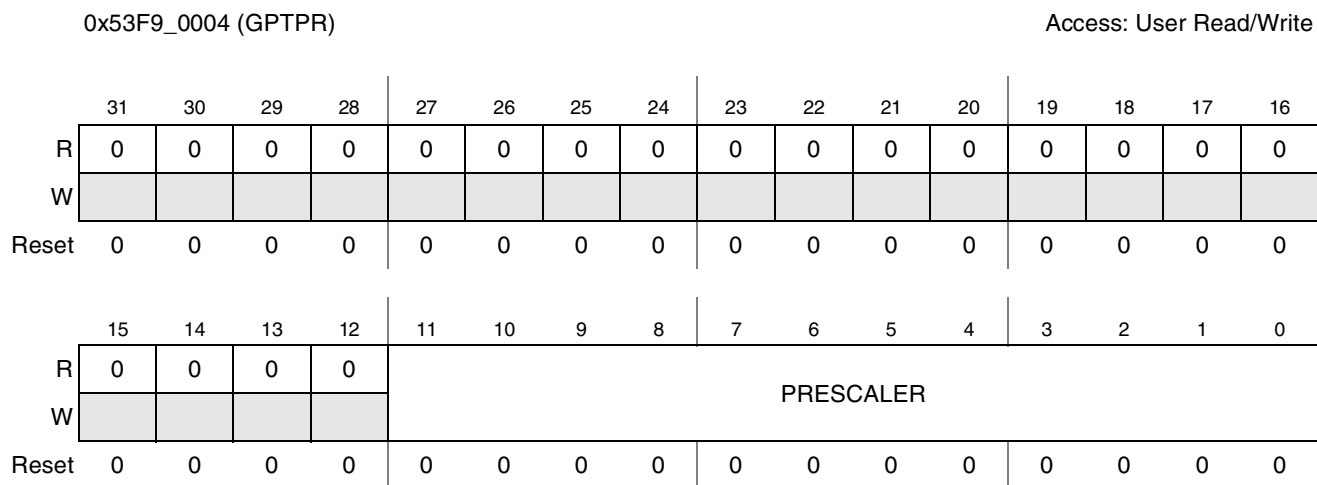 0x53F9_0004 (GPTPR) Access: User Read/Write
31 30 29 28 27 26 25 24 23 22 21 20 19 18 17 16
R 0 0 0 0 0 0 0 0 0 0 0 0 0 0 0 0
W
Reset 0 0 0 0 0 0 0 0 0 0 0 0 0 0 0 0
15 14 13 12 11 10 9 8 7 6 5 4 3 2 1 0
R 0 0 0 0
PRESCALER
W
Reset 0 0 0 0 0 0 0 0 0 0 0 0 0 0 0 0